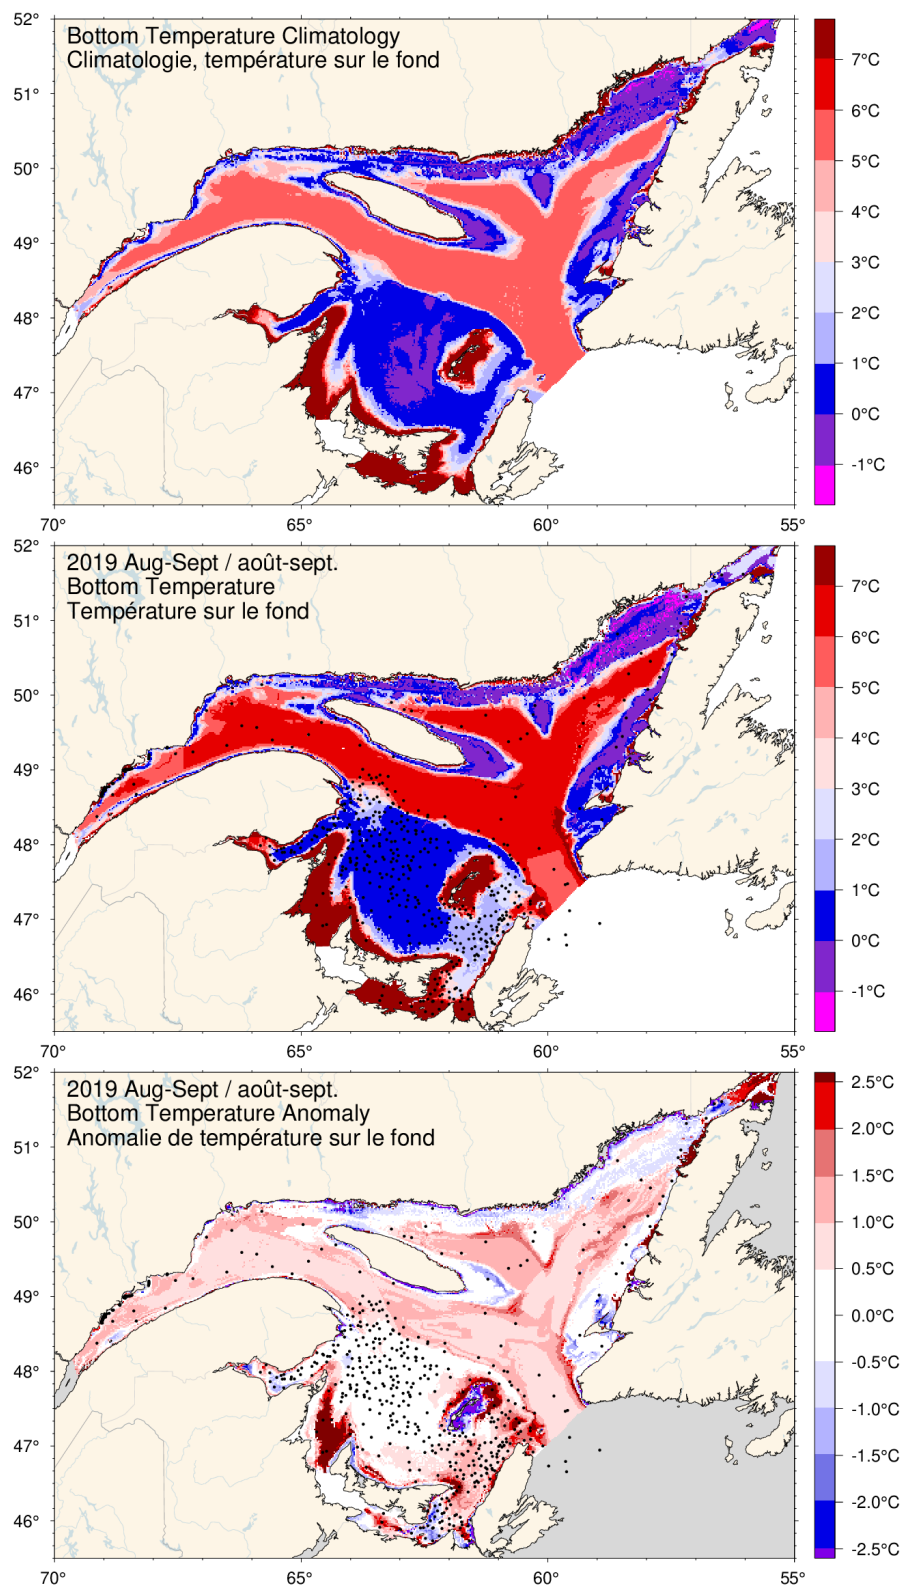 Bottom Temperature Climatology
Climatologie, température sur le fond
52°
51°
50°
49°
48°
47°
46°
70°
65°
60°
55°
7°C
6°C
5°C
4°C
3°C
2°C
1°C
0°C
-1°C
2019 Aug-Sept / août-sept.
Bottom Temperature
Température sur le fond
52°
51°
50°
49°
48°
47°
46°
70°
65°
60°
55°
7°C
6°C
5°C
4°C
3°C
2°C
1°C
0°C
-1°C
2019 Aug-Sept / août-sept.
Bottom Temperature Anomaly
Anomalie de température sur le fond
52°
51°
50°
49°
48°
47°
46°
70°
65°
60°
55°
2.5°C
2.0°C
1.5°C
1.0°C
0.5°C
0.0°C
-0.5°C
-1.0°C
-1.5°C
-2.0°C
-2.5°C